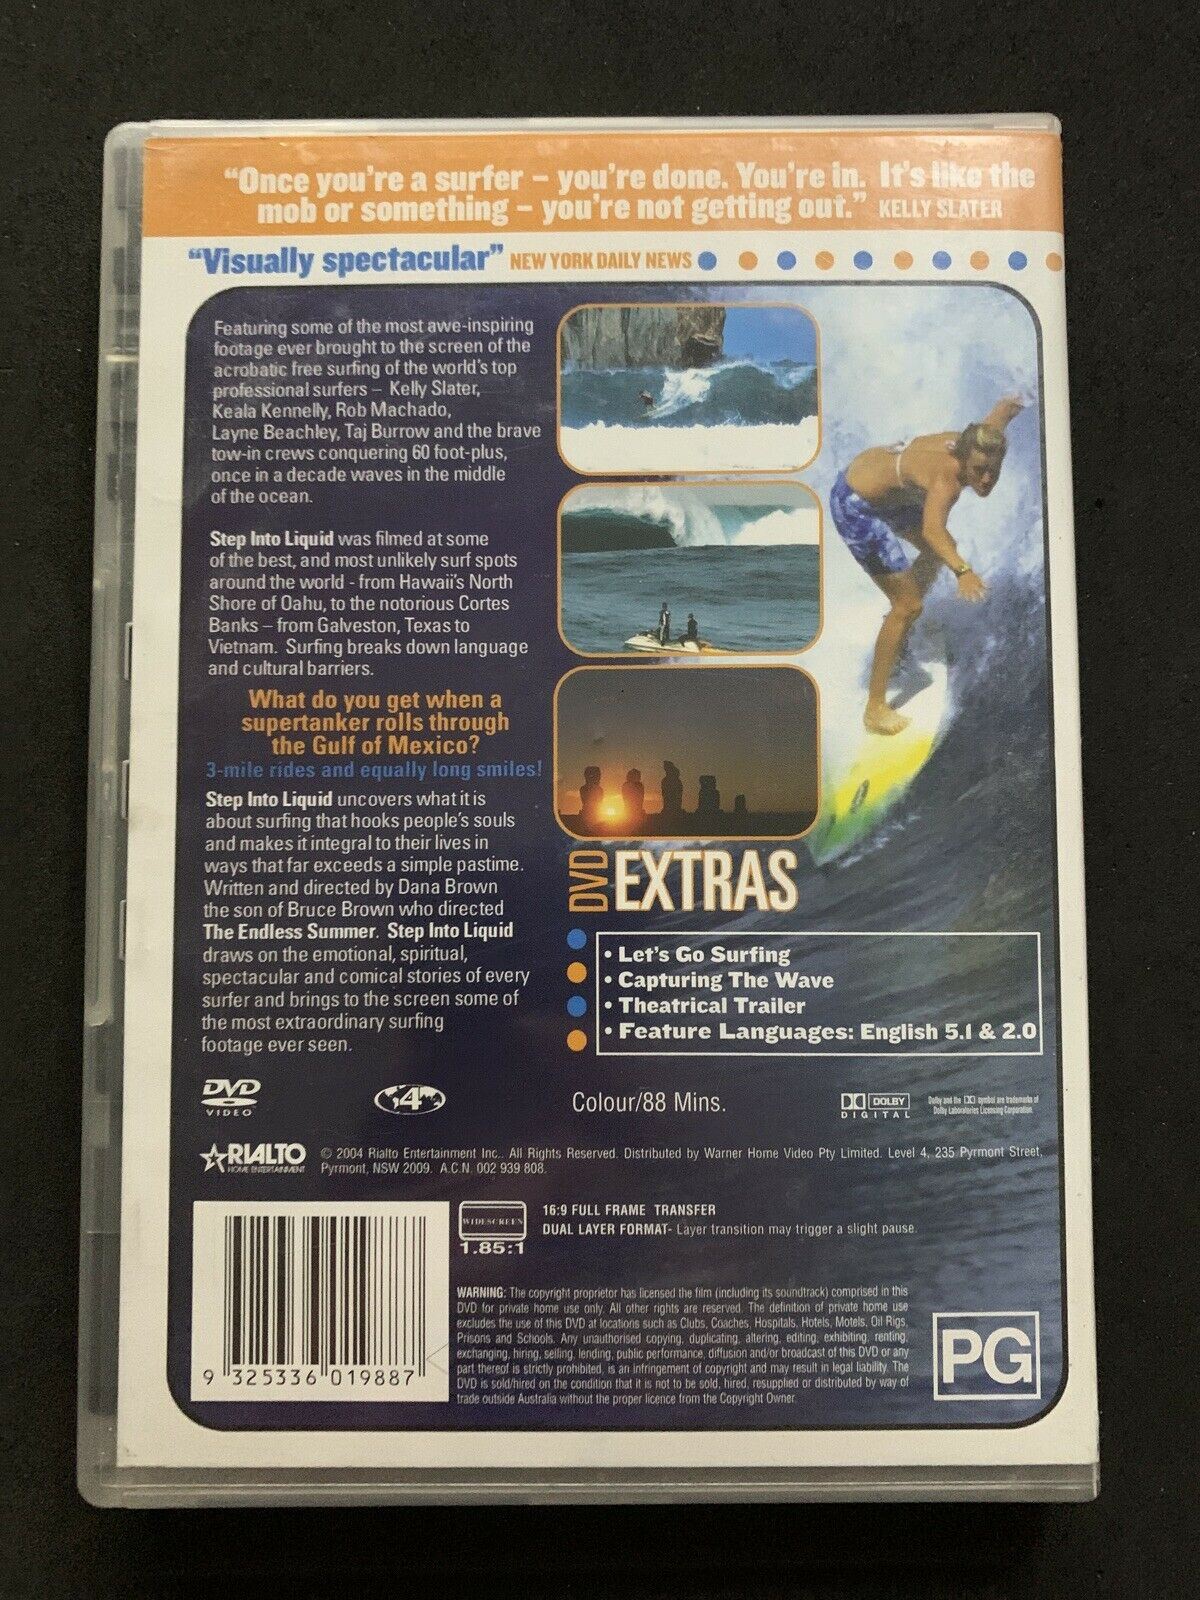 “Once you're a surfer – you're done. You're in. It's like the
mob or something – you're not getting out.” KELLY SLATER
“Visually spectacular” NEW YORK DAILY NEWS
Featuring some of the most awe-inspiring
footage ever brought to the screen of the
acrobatic free surfing of the world's top
professional surfers – Kelly Slater,
Keala Kennelly, Rob Machado,
Layne Beachley, Taj Burrow and the brave
tow-in crews conquering 60 foot-plus,
once in a decade waves in the middle
of the ocean.
Step Into Liquid was filmed at some
of the best, and most unlikely surf spots
around the world - from Hawaii's North
Shore of Oahu, to the notorious Cortes
Banks – from Galveston, Texas to
Vietnam. Surfing breaks down language
and cultural barriers.
What do you get when a
supertanker rolls through
the Gulf of Mexico?
3-mile rides and equally long smiles!
Step Into Liquid uncovers what it is
about surfing that hooks people's souls
and makes it integral to their lives in
ways that far exceeds a simple pastime.
Written and directed by Dana Brown
the son of Bruce Brown who directed
The Endless Summer. Step Into Liquid
draws on the emotional, spiritual,
spectacular and comical stories of every
surfer and brings to the screen some of
the most extraordinary surfing
footage ever seen.
DVD EXTRAS
• Let's Go Surfing
• Capturing The Wave
• Theatrical Trailer
• Feature Languages: English 5.1 & 2.0
DVD
VIDEO
4
Colour/88 Mins.
DOLBY
DIGITAL
Dolby and the DD symbol are trademarks of
Dolby Laboratories Licensing Corporation.
RIALTO
HOME ENTERTAINMENT
© 2004 Rialto Entertainment Inc.. All Rights Reserved. Distributed by Warner Home Video Pty Limited. Level 4, 235 Pyrmont Street,
Pyrmont, NSW 2009. A.C.N. 002 939 808.
WIDESCREEN
1.85:1
16:9 FULL FRAME TRANSFER
DUAL LAYER FORMAT- Layer transition may trigger a slight pause.
WARNING: The copyright proprietor has licensed the film (including its soundtrack) comprised in this
DVD for private home use only. All other rights are reserved. The definition of private home use
excludes the use of this DVD at locations such as Clubs, Coaches, Hospitals, Hotels, Motels, Oil Rigs,
Prisons and Schools. Any unauthorised copying, duplicating, altering, editing, exhibiting, renting,
exchanging, hiring, selling, lending, public performance, diffusion and/or broadcast of this DVD or any
part thereof is strictly prohibited, is an infringement of copyright and may result in legal liability. The
DVD is sold/hired on the condition that it is not to be sold, hired, resupplied or distributed by way of
trade outside Australia without the proper licence from the Copyright Owner.
PG
9 325336 019887